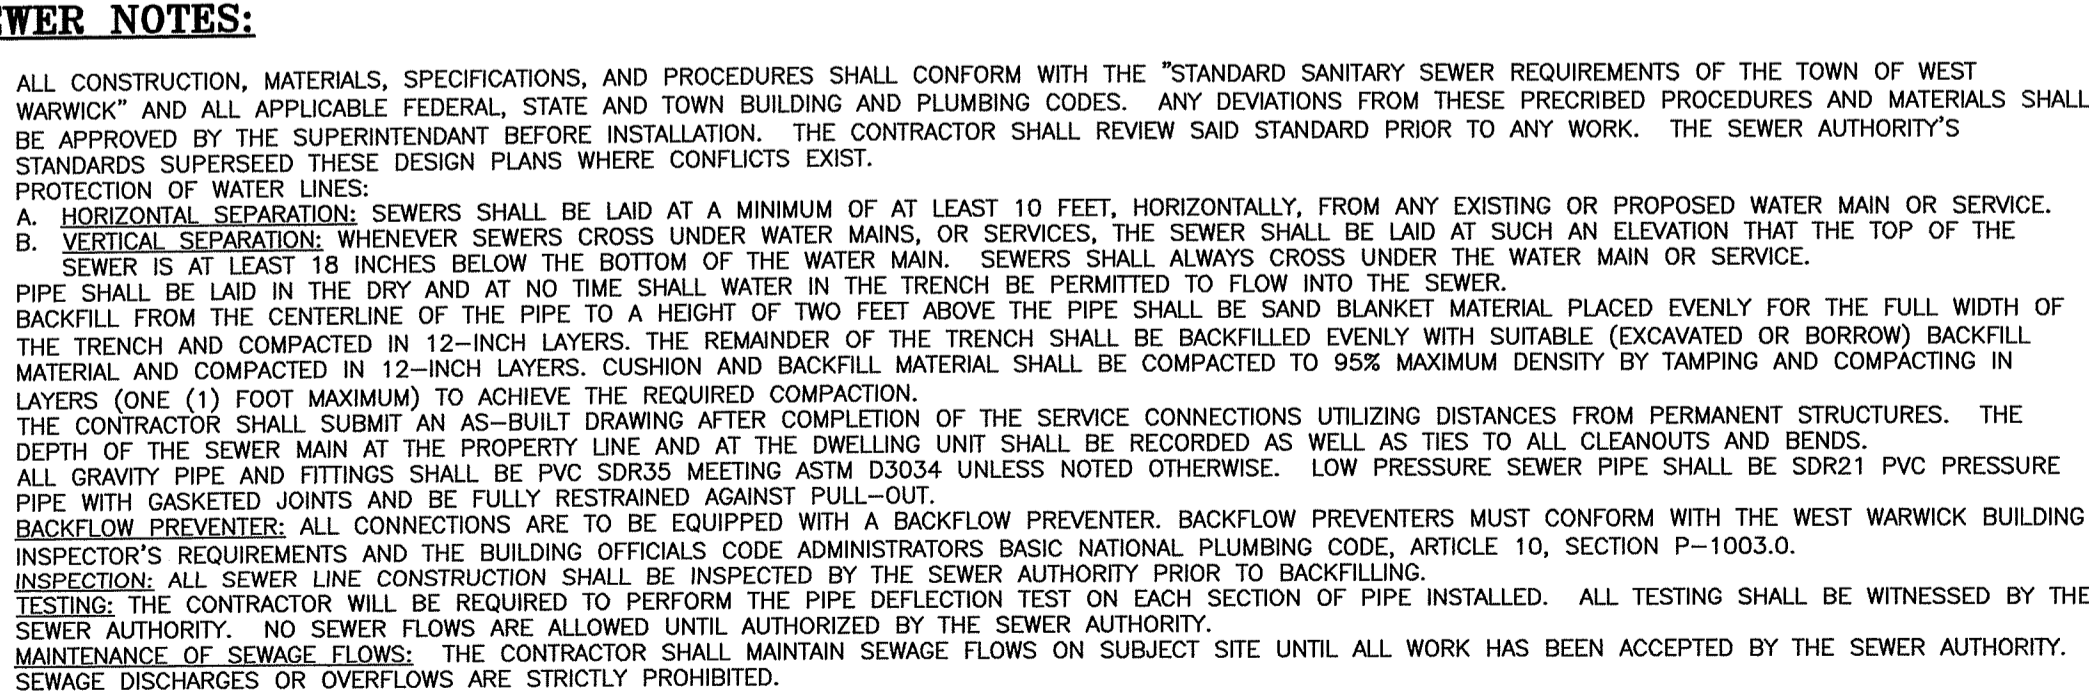 EWER NOTES:
ALL CONSTRUCTION, MATERIALS, SPECIFICATIONS, AND PROCEDURES SHALL CONFORM WITH THE "STANDARD SANITARY SEWER REQUIREMENTS OF THE TOWN OF WEST
WARWICK" AND ALL APPLICABLE FEDERAL, STATE AND TOWN BUILDING AND PLUMBING CODES. ANY DEVIATIONS FROM THESE PRECRIBED PROCEDURES AND MATERIALS SHALL
BE APPROVED BY THE SUPERINTENDANT BEFORE INSTALLATION. THE CONTRACTOR SHALL REVIEW SAID STANDARD PRIOR TO ANY WORK. THE SEWER AUTHORITY'S
STANDARDS SUPERSEED THESE DESIGN PLANS WHERE CONFLICTS EXIST.
PROTECTION OF WATER LINES:
A. HORIZONTAL SEPARATION: SEWERS SHALL BE LAID AT A MINIMUM OF AT LEAST 10 FEET, HORIZONTALLY, FROM ANY EXISTING OR PROPOSED WATER MAIN OR SERVICE.
B. VERTICAL SEPARATION: WHENEVER SEWERS CROSS UNDER WATER MAINS, OR SERVICES, THE SEWER SHALL BE LAID AT SUCH AN ELEVATION THAT THE TOP OF THE
SEWER IS AT LEAST 18 INCHES BELOW THE BOTTOM OF THE WATER MAIN. SEWERS SHALL ALWAYS CROSS UNDER THE WATER MAIN OR SERVICE.
PIPE SHALL BE LAID IN THE DRY AND AT NO TIME SHALL WATER IN THE TRENCH BE PERMITTED TO FLOW INTO THE SEWER.
BACKFILL FROM THE CENTERLINE OF THE PIPE TO A HEIGHT OF TWO FEET ABOVE THE PIPE SHALL BE SAND BLANKET MATERIAL PLACED EVENLY FOR THE FULL WIDTH OF
THE TRENCH AND COMPACTED IN 12-INCH LAYERS. THE REMAINDER OF THE TRENCH SHALL BE BACKFILLED EVENLY WITH SUITABLE (EXCAVATED OR BORROW) BACKFILL
MATERIAL AND COMPACTED IN 12-INCH LAYERS. CUSHION AND BACKFILL MATERIAL SHALL BE COMPACTED TO 95% MAXIMUM DENSITY BY TAMPING AND COMPACTING IN
LAYERS (ONE (1) FOOT MAXIMUM) TO ACHIEVE THE REQUIRED COMPACTION.
THE CONTRACTOR SHALL SUBMIT AN AS-BUILT DRAWING AFTER COMPLETION OF THE SERVICE CONNECTIONS UTILIZING DISTANCES FROM PERMANENT STRUCTURES. THE
DEPTH OF THE SEWER MAIN AT THE PROPERTY LINE AND AT THE DWELLING UNIT SHALL BE RECORDED AS WELL AS TIES TO ALL CLEANOUTS AND BENDS.
ALL GRAVITY PIPE AND FITTINGS SHALL BE PVC SDR35 MEETING ASTM D3034 UNLESS NOTED OTHERWISE. LOW PRESSURE SEWER PIPE SHALL BE SDR21 PVC PRESSURE
PIPE WITH GASKETED JOINTS AND BE FULLY RESTRAINED AGAINST PULL-OUT.
BACKFLOW PREVENTER: ALL CONNECTIONS ARE TO BE EQUIPPED WITH A BACKFLOW PREVENTER. BACKFLOW PREVENTERS MUST CONFORM WITH THE WEST WARWICK BUILDING
INSPECTOR'S REQUIREMENTS AND THE BUILDING OFFICIALS CODE ADMINISTRATORS BASIC NATIONAL PLUMBING CODE, ARTICLE 10, SECTION P-1003.0.
INSPECTION: ALL SEWER LINE CONSTRUCTION SHALL BE INSPECTED BY THE SEWER AUTHORITY PRIOR TO BACKFILLING.
TESTING: THE CONTRACTOR WILL BE REQUIRED TO PERFORM THE PIPE DEFLECTION TEST ON EACH SECTION OF PIPE INSTALLED. ALL TESTING SHALL BE WITNESSED BY THE
SEWER AUTHORITY. NO SEWER FLOWS ARE ALLOWED UNTIL AUTHORIZED BY THE SEWER AUTHORITY.
MAINTENANCE OF SEWAGE FLOWS: THE CONTRACTOR SHALL MAINTAIN SEWAGE FLOWS ON SUBJECT SITE UNTIL ALL WORK HAS BEEN ACCEPTED BY THE SEWER AUTHORITY.
SEWAGE DISCHARGES OR OVERFLOWS ARE STRICTLY PROHIBITED.